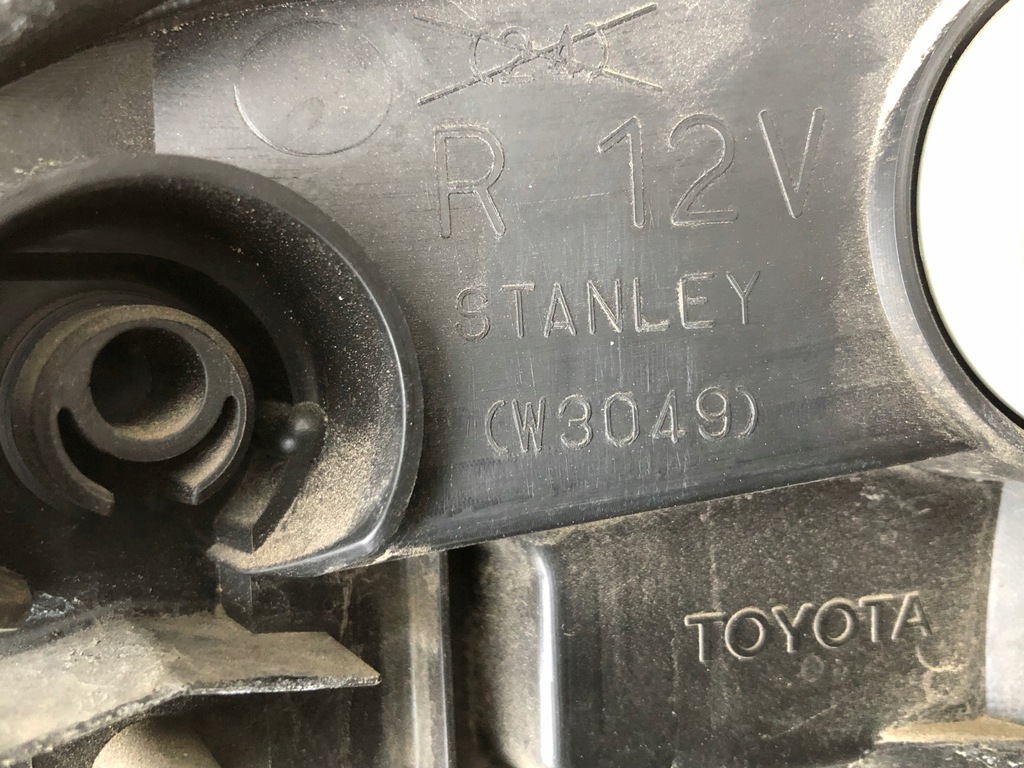 R 12V
STANLEY
(W3049)
TOYOTA